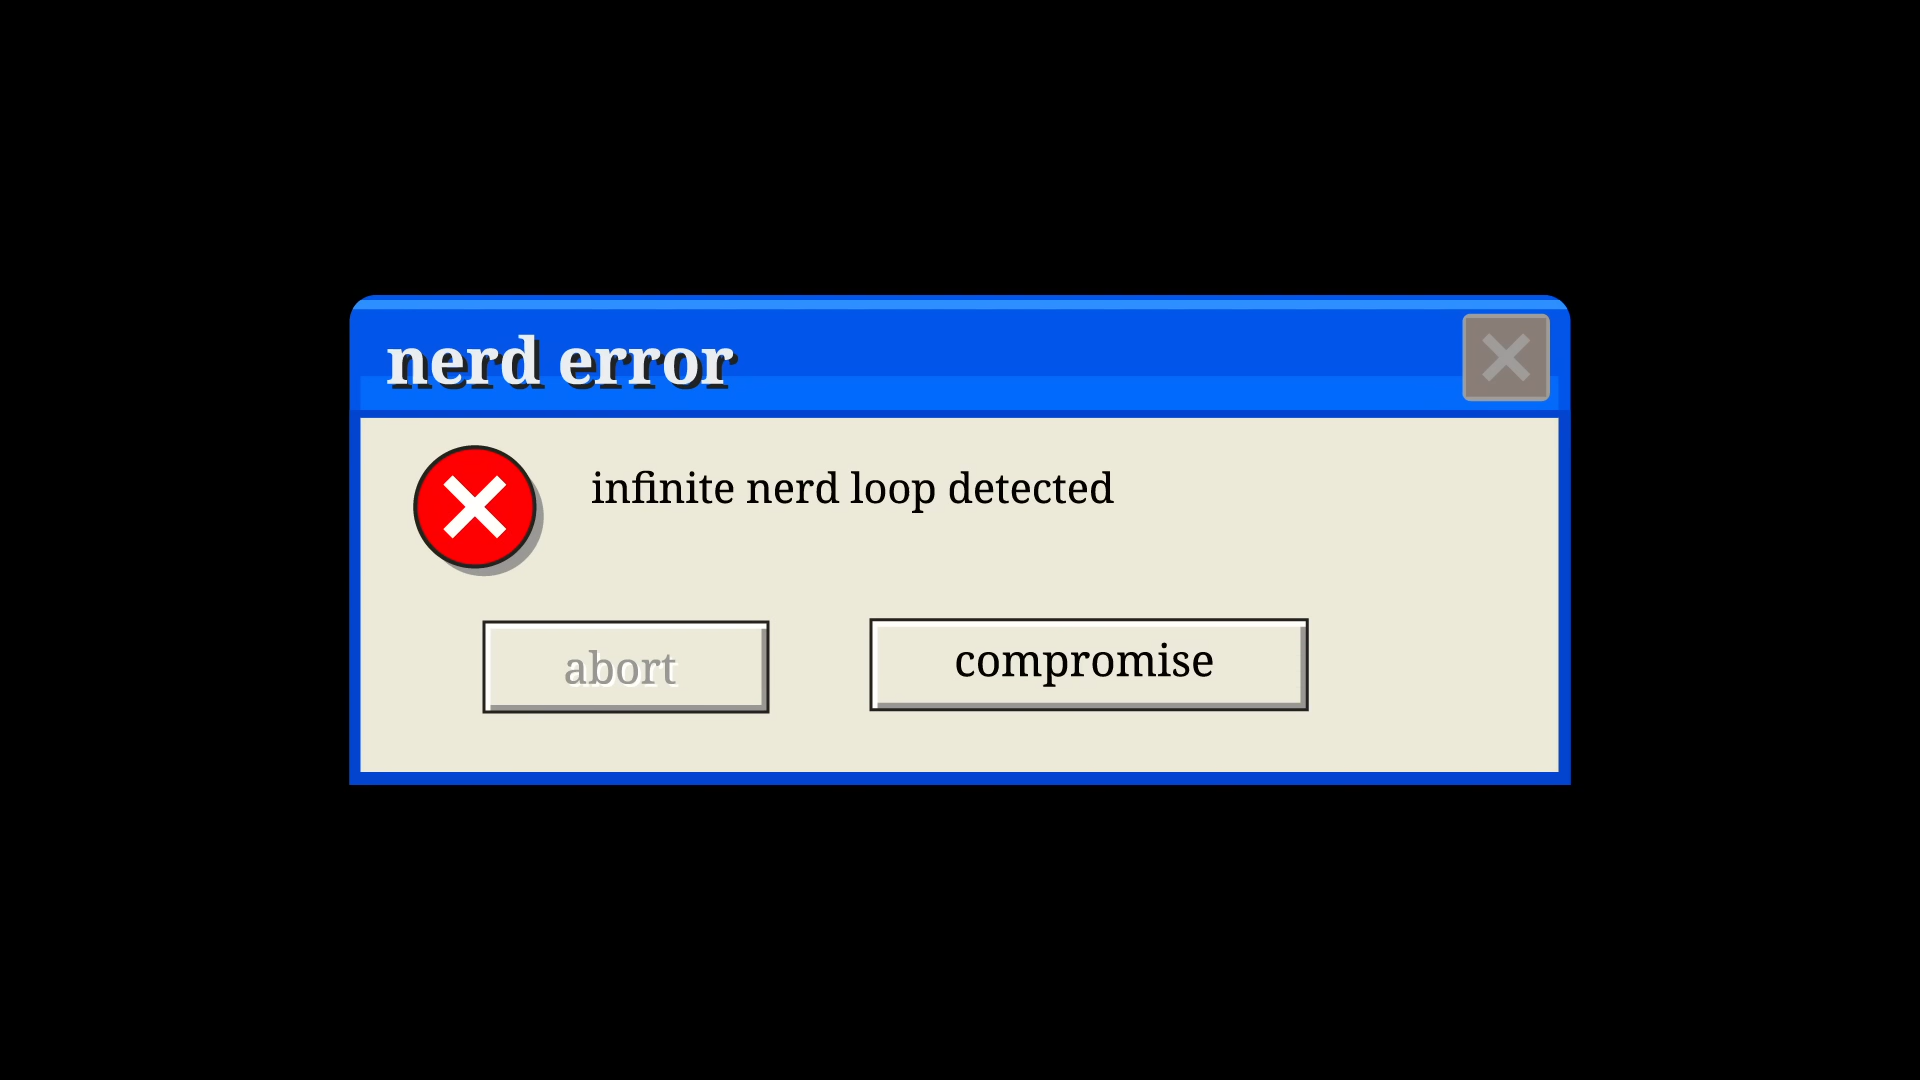 nerd error
infinite nerd loop detected
abort
compromise